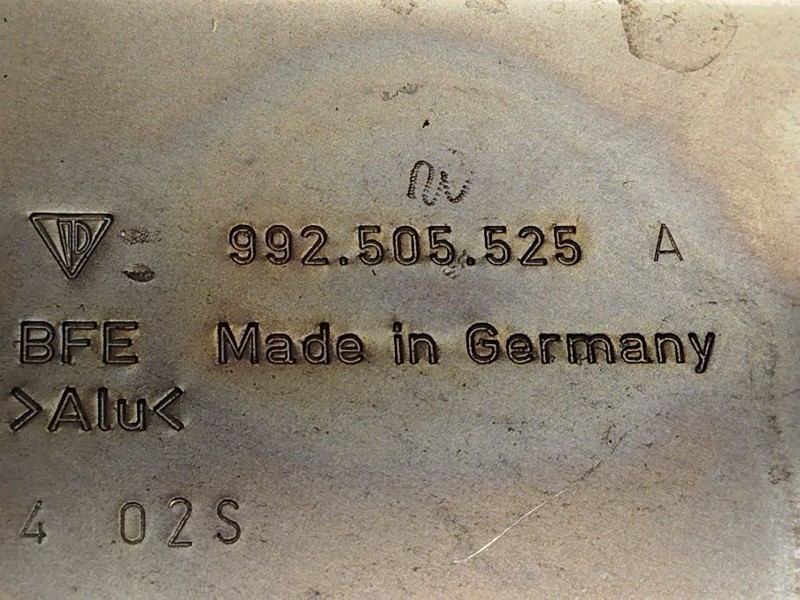 992.505.525 A
BFE Made in Germany
>Alu<
4 02S